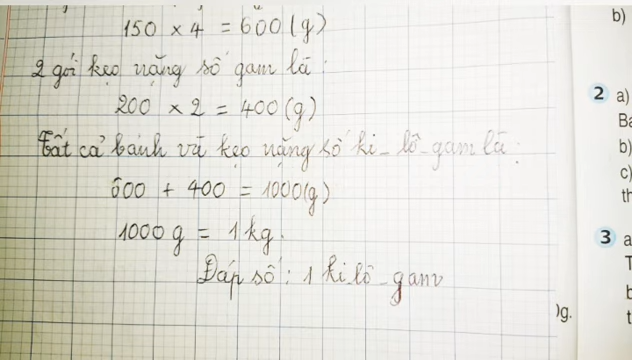 150 x 4 = 600 (g)
2 gói kẹo nặng số gam là:
200 x 2 = 400 (g)
Tất cả bánh và kẹo nặng số ki-lô-gam là:
600 + 400 = 1000 (g)
1000 g = 1 kg.
Đáp số: 1 ki lô-gam
b)
2 a)
b)
c)
3 a
)g.